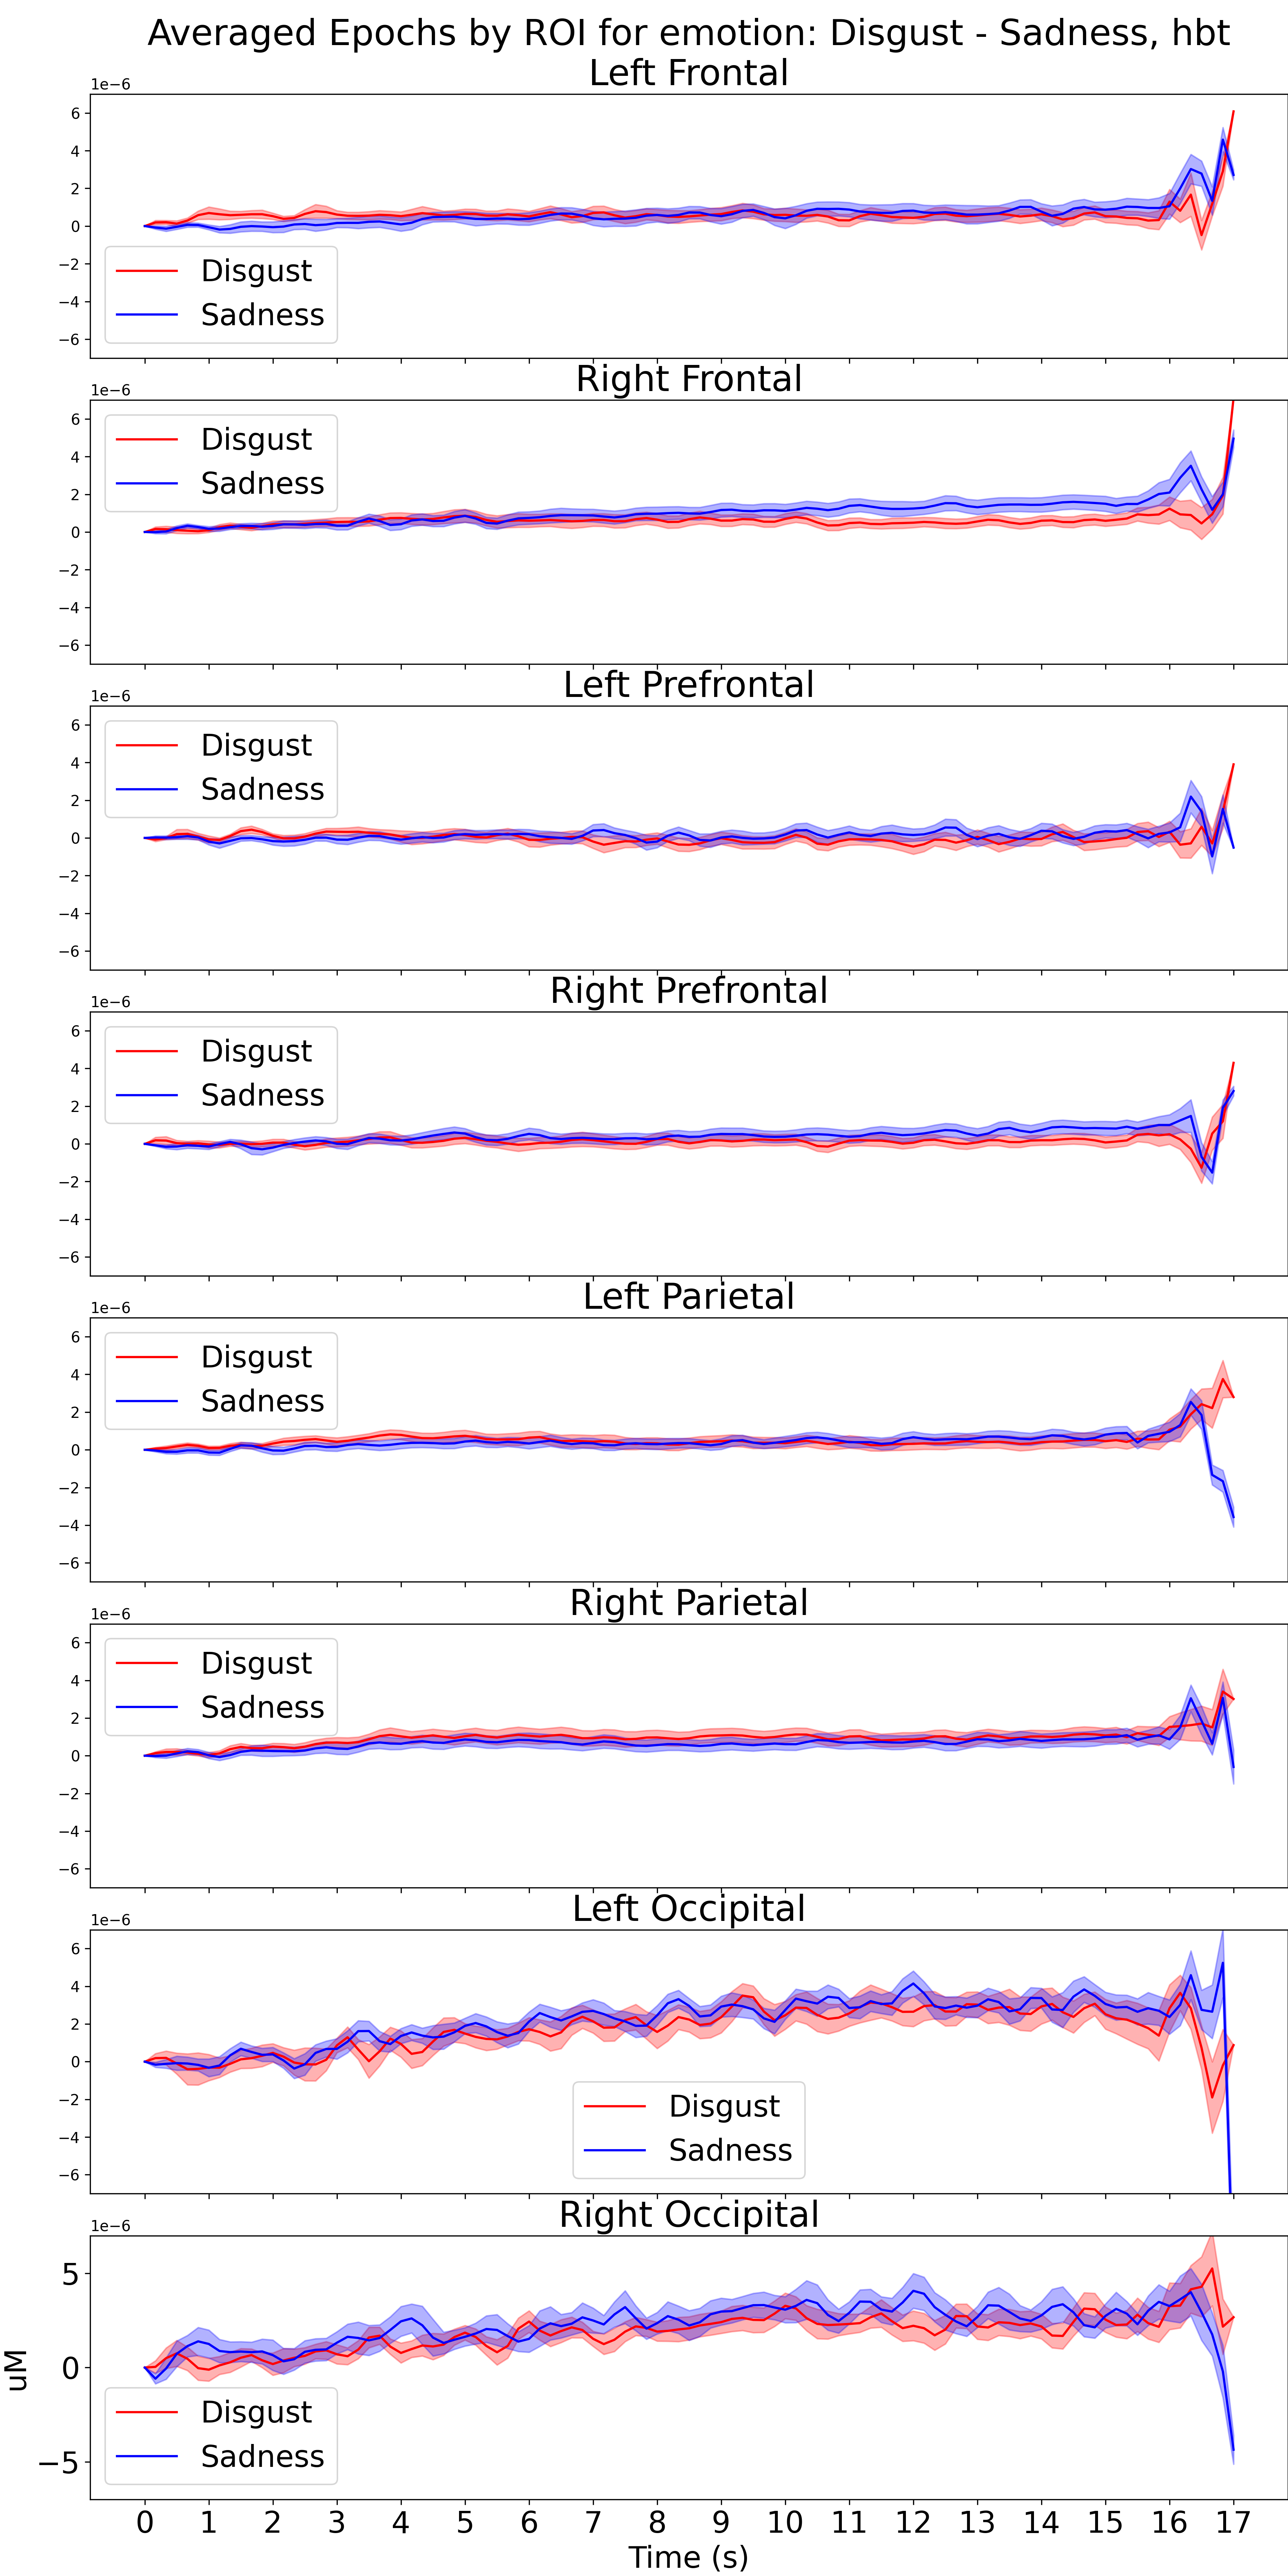 Averaged Epochs by ROI for emotion: Disgust - Sadness, hbt
Left Frontal
1e−6
6
4
2
0
−2
−4
−6
Disgust
Sadness
Right Frontal
1e−6
6
4
2
0
−2
−4
−6
Disgust
Sadness
Left Prefrontal
1e−6
6
4
2
0
−2
−4
−6
Disgust
Sadness
Right Prefrontal
1e−6
6
4
2
0
−2
−4
−6
Disgust
Sadness
Left Parietal
1e−6
6
4
2
0
−2
−4
−6
Disgust
Sadness
Right Parietal
1e−6
6
4
2
0
−2
−4
−6
Disgust
Sadness
Left Occipital
1e−6
6
4
2
0
−2
−4
−6
Disgust
Sadness
Right Occipital
1e−6
5
0
−5
uM
Disgust
Sadness
0 1 2 3 4 5 6 7 8 9 10 11 12 13 14 15 16 17
Time (s)